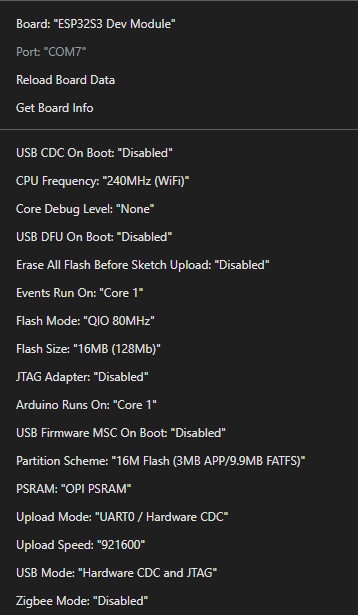 Board: "ESP32S3 Dev Module"
Port: "COM7"
Reload Board Data
Get Board Info
USB CDC On Boot: "Disabled"
CPU Frequency: "240MHz (WiFi)"
Core Debug Level: "None"
USB DFU On Boot: "Disabled"
Erase All Flash Before Sketch Upload: "Disabled"
Events Run On: "Core 1"
Flash Mode: "QIO 80MHz"
Flash Size: "16MB (128Mb)"
JTAG Adapter: "Disabled"
Arduino Runs On: "Core 1"
USB Firmware MSC On Boot: "Disabled"
Partition Scheme: "16M Flash (3MB APP/9.9MB FATFS)"
PSRAM: "OPI PSRAM"
Upload Mode: "UART0 / Hardware CDC"
Upload Speed: "921600"
USB Mode: "Hardware CDC and JTAG"
Zigbee Mode: "Disabled"